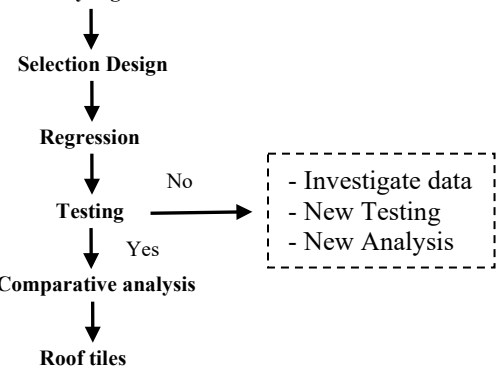 Selection Design
Regression
No
Testing
Yes
- Investigate data
- New Testing
- New Analysis
Comparative analysis
Roof tiles